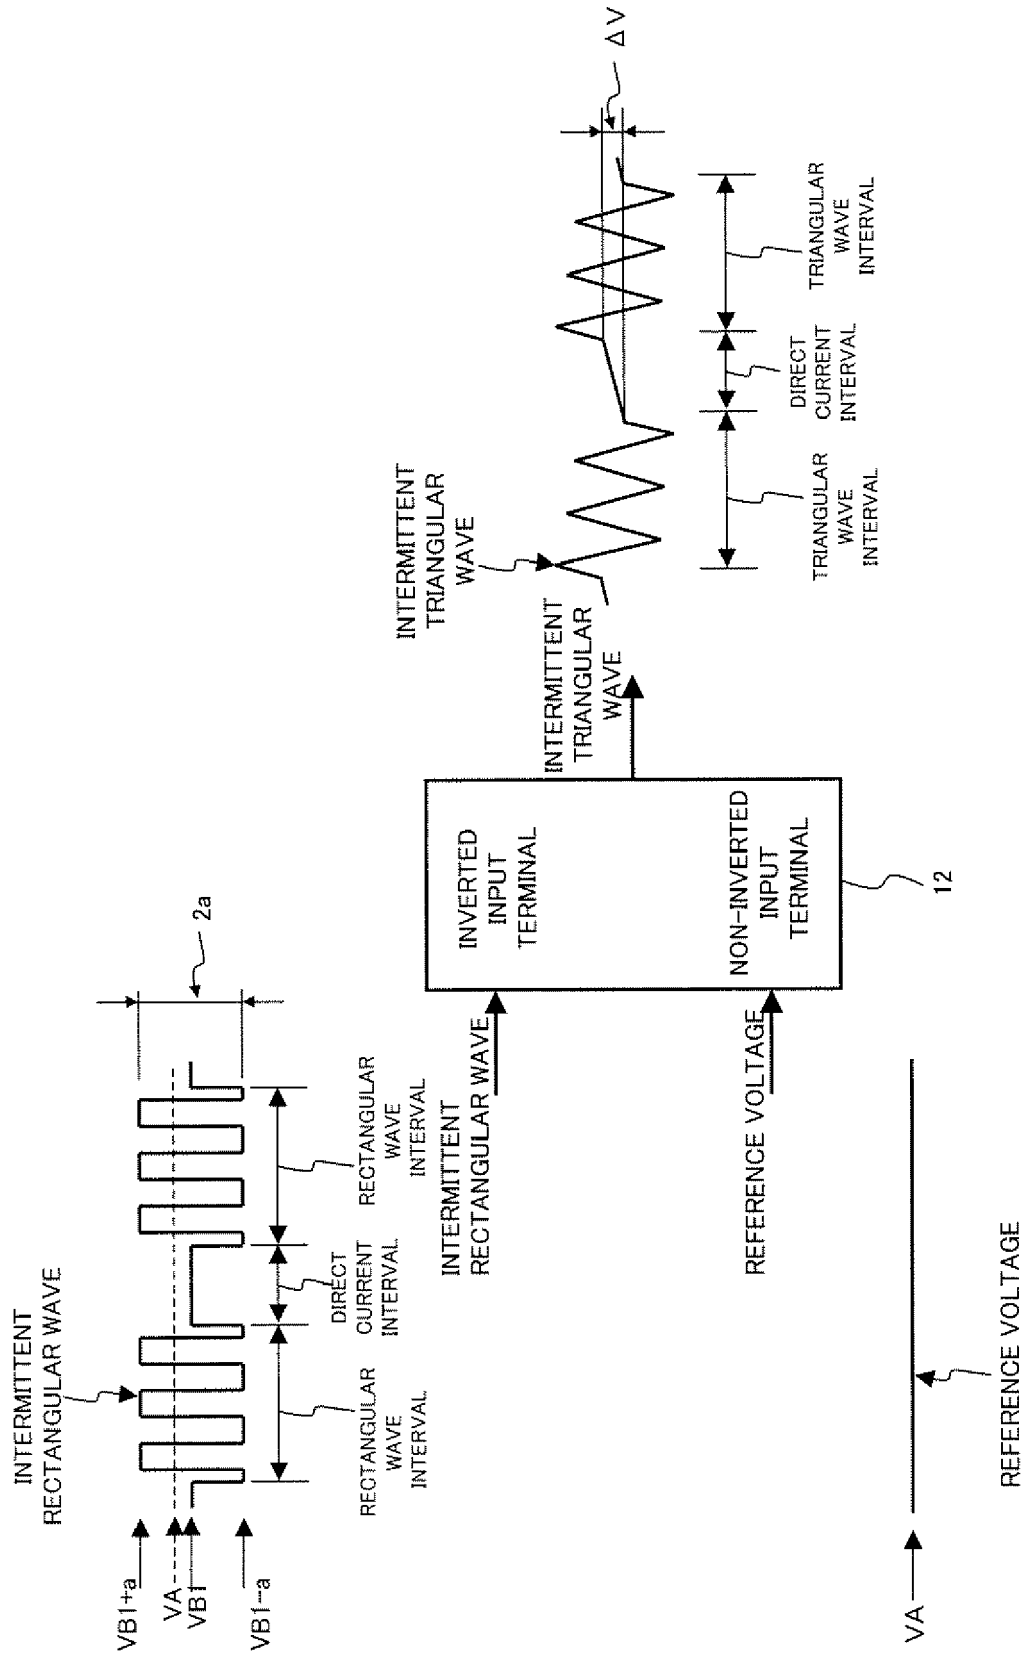 INTERMITTENT
RECTANGULAR WAVE
VB1+a
VA
VB1
VB1-a
2a
RECTANGULAR
WAVE
INTERVAL
DIRECT
CURRENT
INTERVAL
RECTANGULAR
WAVE
INTERVAL
INTERMITTENT
RECTANGULAR WAVE
REFERENCE VOLTAGE
INVERTED
INPUT
TERMINAL
NON-INVERTED
INPUT
TERMINAL
12
INTERMITTENT
TRIANGULAR
WAVE
INTERMITTENT
TRIANGULAR
WAVE
ΔV
TRIANGULAR
WAVE
INTERVAL
DIRECT
CURRENT
INTERVAL
TRIANGULAR
WAVE
INTERVAL
VA
REFERENCE VOLTAGE